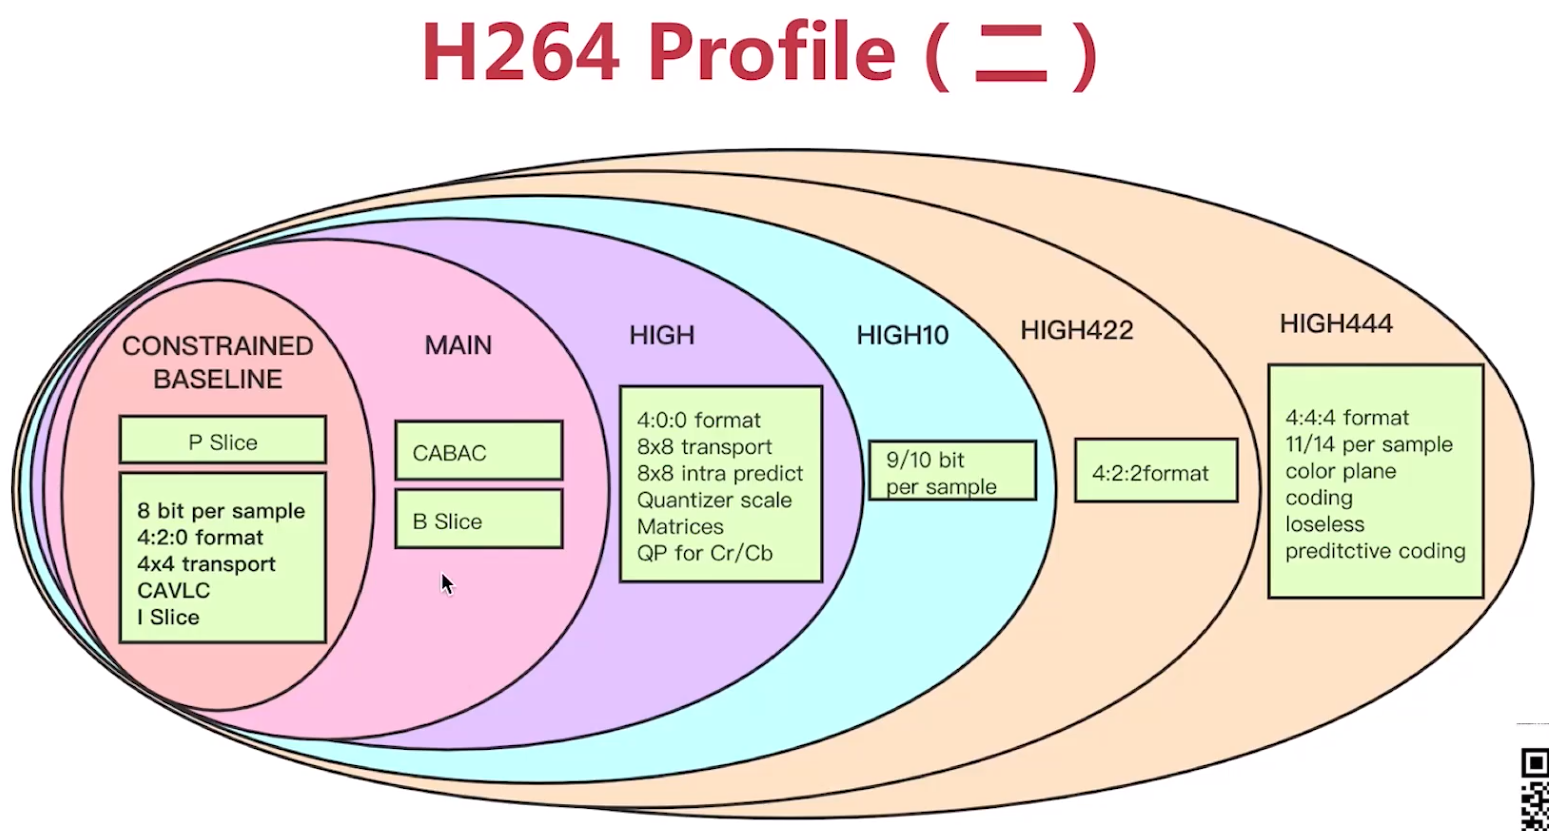 H264 Profile ( 二 )
CONSTRAINED
BASELINE
P Slice
8 bit per sample
4:2:0 format
4x4 transport
CAVLC
I Slice
MAIN
CABAC
B Slice
HIGH
4:0:0 format
8x8 transport
8x8 intra predict
Quantizer scale
Matrices
QP for Cr/Cb
HIGH10
9/10 bit
per sample
HIGH422
4:2:2format
HIGH444
4:4:4 format
11/14 per sample
color plane
coding
loseless
preditctive coding